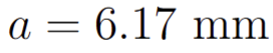 a = 6.17 mm